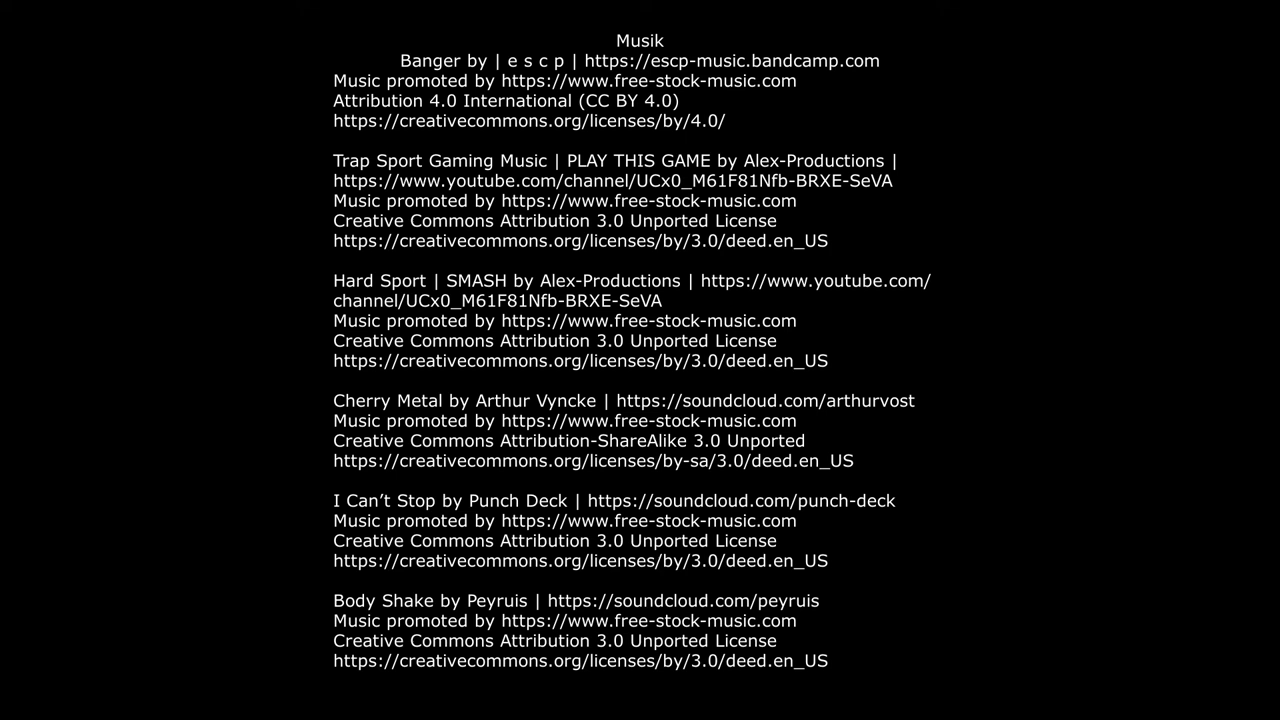 Musik
Banger by | e s c p | https://escp-music.bandcamp.com
Music promoted by https://www.free-stock-music.com
Attribution 4.0 International (CC BY 4.0)
https://creativecommons.org/licenses/by/4.0/
Trap Sport Gaming Music | PLAY THIS GAME by Alex-Productions |
https://www.youtube.com/channel/UCx0_M61F81Nfb-BRXE-SeVA
Music promoted by https://www.free-stock-music.com
Creative Commons Attribution 3.0 Unported License
https://creativecommons.org/licenses/by/3.0/deed.en_US
Hard Sport | SMASH by Alex-Productions | https://www.youtube.com/
channel/UCx0_M61F81Nfb-BRXE-SeVA
Music promoted by https://www.free-stock-music.com
Creative Commons Attribution 3.0 Unported License
https://creativecommons.org/licenses/by/3.0/deed.en_US
Cherry Metal by Arthur Vyncke | https://soundcloud.com/arthurvost
Music promoted by https://www.free-stock-music.com
Creative Commons Attribution-ShareAlike 3.0 Unported
https://creativecommons.org/licenses/by-sa/3.0/deed.en_US
I Can’t Stop by Punch Deck | https://soundcloud.com/punch-deck
Music promoted by https://www.free-stock-music.com
Creative Commons Attribution 3.0 Unported License
https://creativecommons.org/licenses/by/3.0/deed.en_US
Body Shake by Peyruis | https://soundcloud.com/peyruis
Music promoted by https://www.free-stock-music.com
Creative Commons Attribution 3.0 Unported License
https://creativecommons.org/licenses/by/3.0/deed.en_US